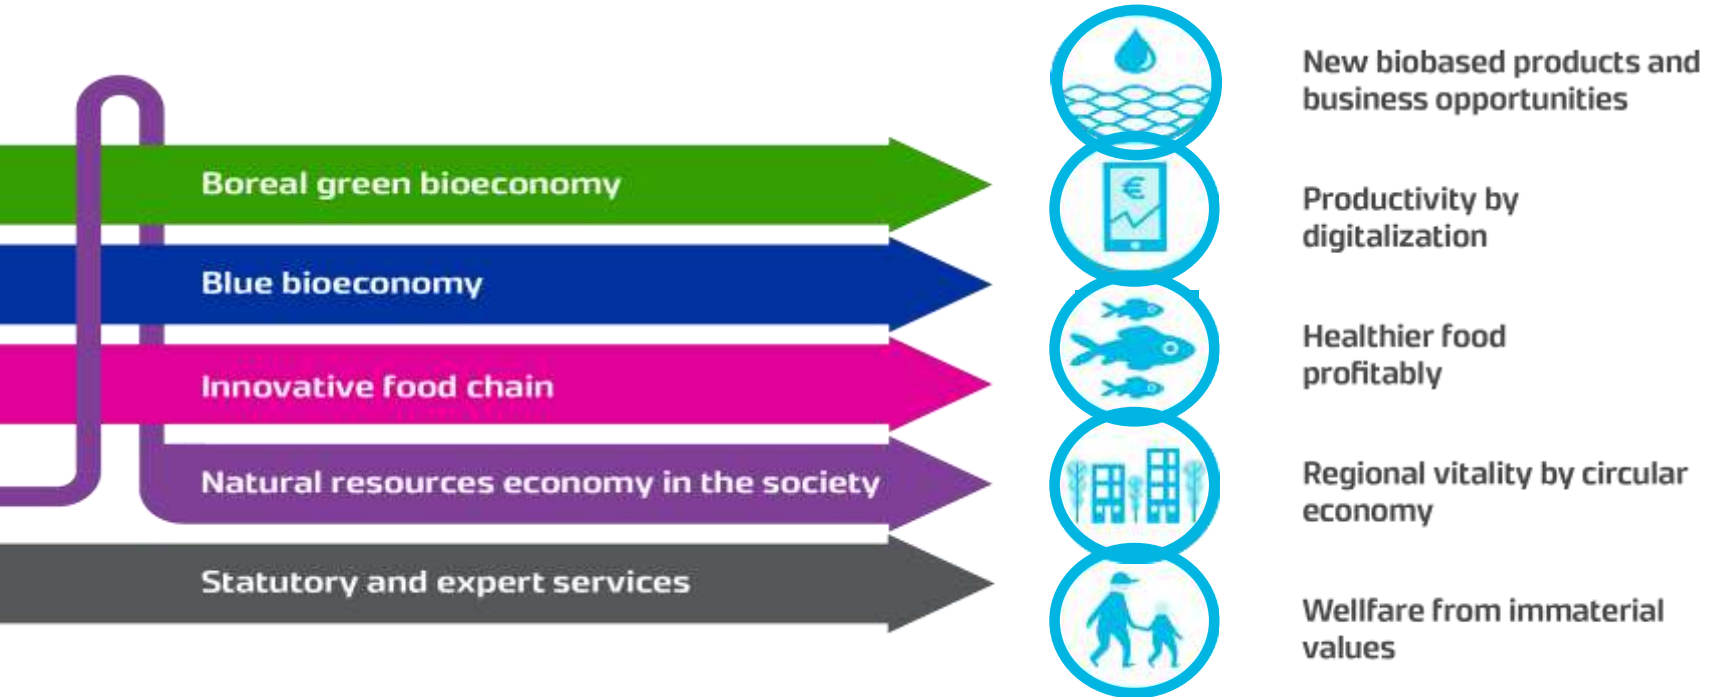 Boreal green bioeconomy
Blue bioeconomy
Innovative food chain
Natural resources economy in the society
Statutory and expert services
New biobased products and
business opportunities
€
Productivity by
digitalization
Healthier food
profitably
Regional vitality by circular
economy
Wellfare from immaterial
values